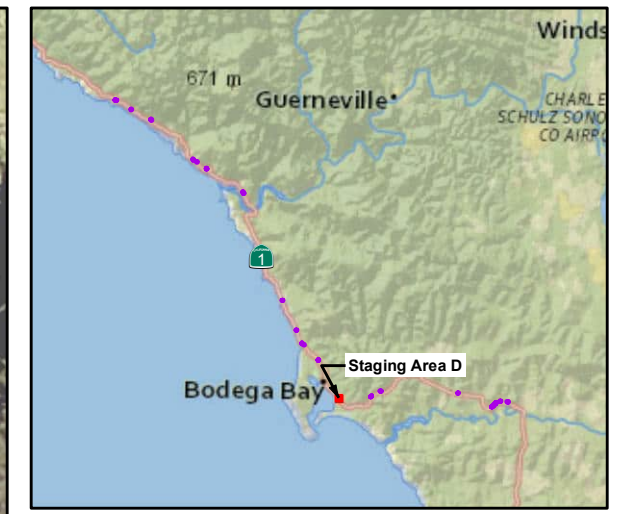 Winds
671 m
Guerneville
CHARLE
SCHULZ SONO
CO AIRPO
1
Staging Area D
Bodega Bay